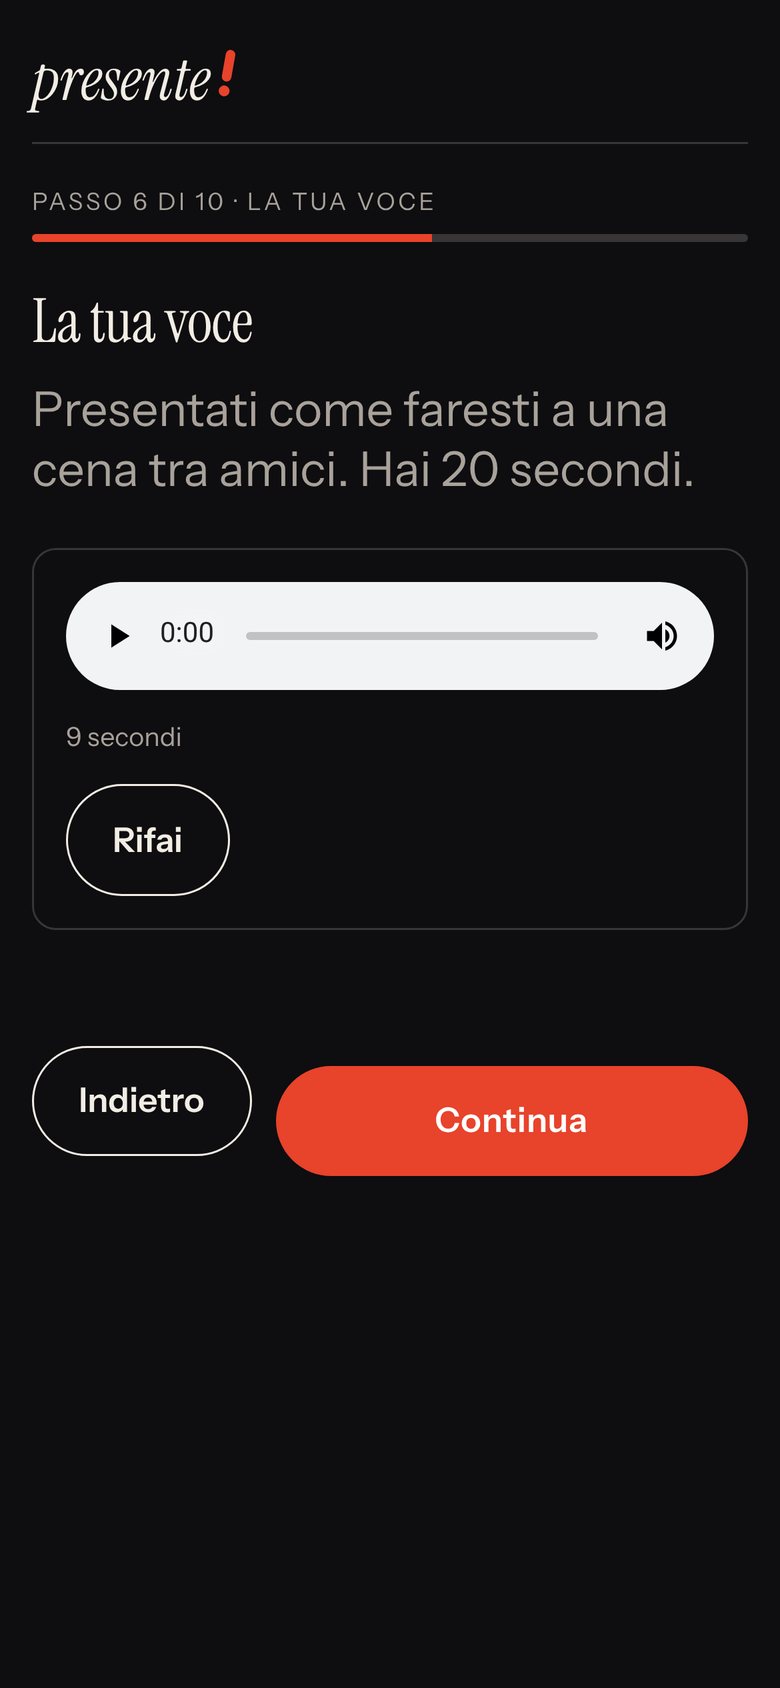 presente!
PASSO 6 DI 10 · LA TUA VOCE
La tua voce
Presentati come faresti a una
cena tra amici. Hai 20 secondi.
0:00
9 secondi
Rifai
Indietro
Continua